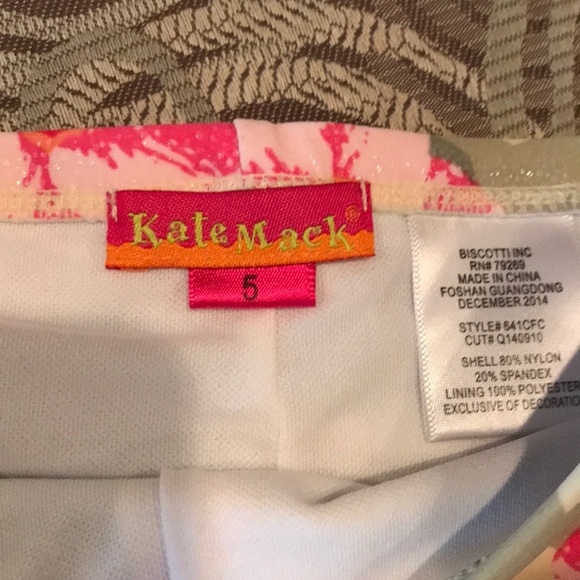 Kate Mack®
5
BISCOTTI INC
RN# 79269
MADE IN CHINA
FOSHAN GUANGDONG
DECEMBER 2014
STYLE# 641CFC
CUT# Q140910
SHELL 80% NYLON
20% SPANDEX
LINING 100% POLYESTER
EXCLUSIVE OF DECORATIO